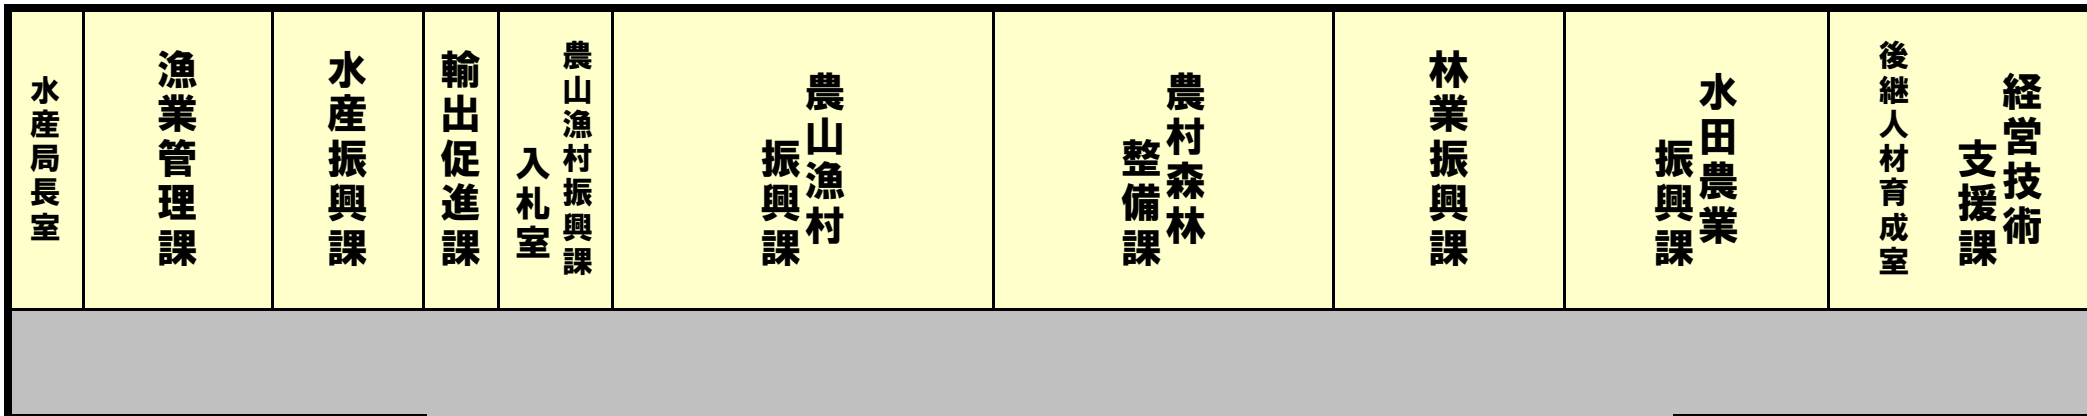 水産局長室
漁業管理課
水産振興課
輸出促進課
農山漁村振興課
入札室
農山漁村
振興課
農村森林
整備課
林業振興課
水田農業
振興課
経営技術
支援課
後継人材育成室